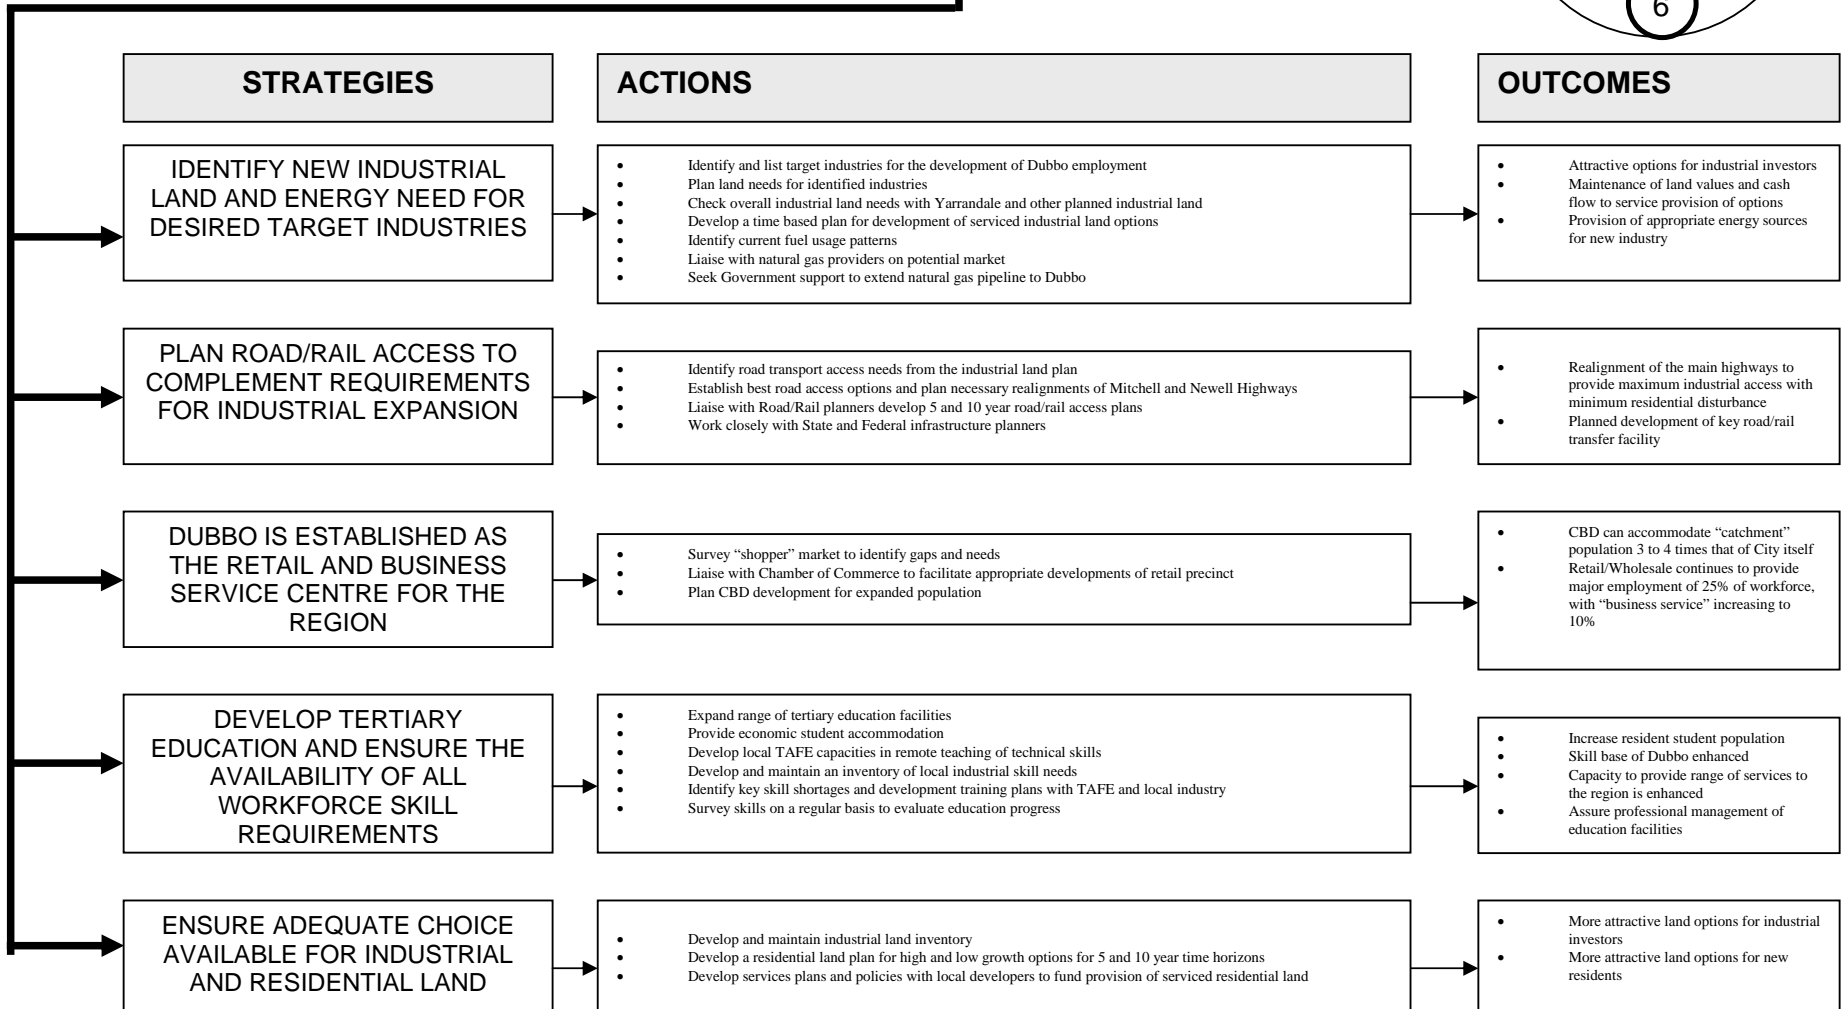 6
STRATEGIES
ACTIONS
OUTCOMES
IDENTIFY NEW INDUSTRIAL
LAND AND ENERGY NEED FOR
DESIRED TARGET INDUSTRIES
• Identify and list target industries for the development of Dubbo employment
• Plan land needs for identified industries
• Check overall industrial land needs with Yarrandale and other planned industrial land
• Develop a time based plan for development of serviced industrial land options
• Identify current fuel usage patterns
• Liaise with natural gas providers on potential market
• Seek Government support to extend natural gas pipeline to Dubbo
• Attractive options for industrial investors
• Maintenance of land values and cash
flow to service provision of options
• Provision of appropriate energy sources
for new industry
PLAN ROAD/RAIL ACCESS TO
COMPLEMENT REQUIREMENTS
FOR INDUSTRIAL EXPANSION
• Identify road transport access needs from the industrial land plan
• Establish best road access options and plan necessary realignments of Mitchell and Newell Highways
• Liaise with Road/Rail planners develop 5 and 10 year road/rail access plans
• Work closely with State and Federal infrastructure planners
• Realignment of the main highways to
provide maximum industrial access with
minimum residential disturbance
• Planned development of key road/rail
transfer facility
DUBBO IS ESTABLISHED AS
THE RETAIL AND BUSINESS
SERVICE CENTRE FOR THE
REGION
• Survey “shopper” market to identify gaps and needs
• Liaise with Chamber of Commerce to facilitate appropriate developments of retail precinct
• Plan CBD development for expanded population
• CBD can accommodate “catchment”
population 3 to 4 times that of City itself
• Retail/Wholesale continues to provide
major employment of 25% of workforce,
with “business service” increasing to
10%
DEVELOP TERTIARY
EDUCATION AND ENSURE THE
AVAILABILITY OF ALL
WORKFORCE SKILL
REQUIREMENTS
• Expand range of tertiary education facilities
• Provide economic student accommodation
• Develop local TAFE capacities in remote teaching of technical skills
• Develop and maintain an inventory of local industrial skill needs
• Identify key skill shortages and development training plans with TAFE and local industry
• Survey skills on a regular basis to evaluate education progress
• Increase resident student population
• Skill base of Dubbo enhanced
• Capacity to provide range of services to
the region is enhanced
• Assure professional management of
education facilities
ENSURE ADEQUATE CHOICE
AVAILABLE FOR INDUSTRIAL
AND RESIDENTIAL LAND
• Develop and maintain industrial land inventory
• Develop a residential land plan for high and low growth options for 5 and 10 year time horizons
• Develop services plans and policies with local developers to fund provision of serviced residential land
• More attractive land options for industrial
investors
• More attractive land options for new
residents